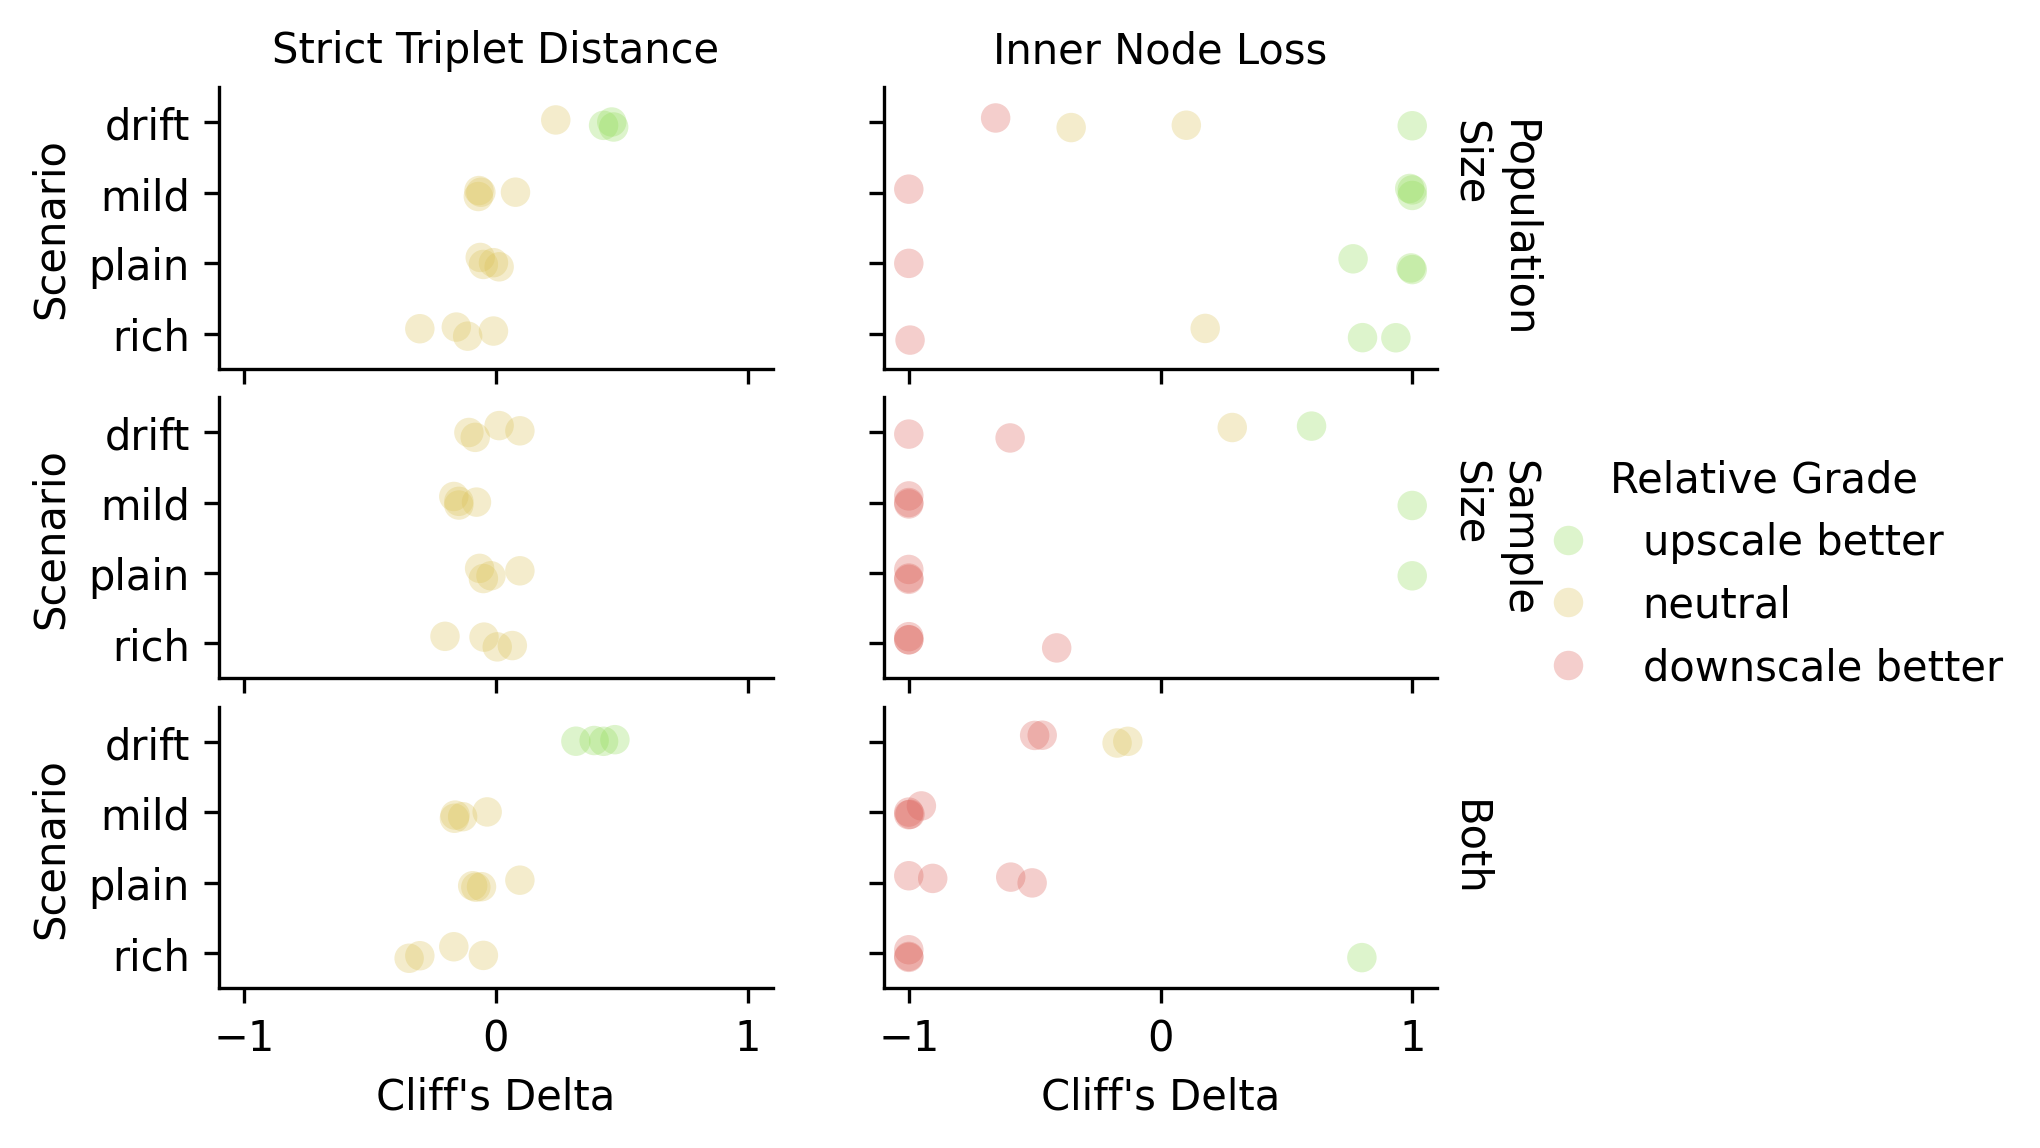 Strict Triplet Distance
Inner Node Loss
Scenario
drift
mild
plain
rich
Population
Size
Scenario
drift
mild
plain
rich
Sample
Size
Relative Grade
upscale better
neutral
downscale better
Scenario
drift
mild
plain
rich
Both
−1
0
1
−1
0
1
Cliff's Delta
Cliff's Delta